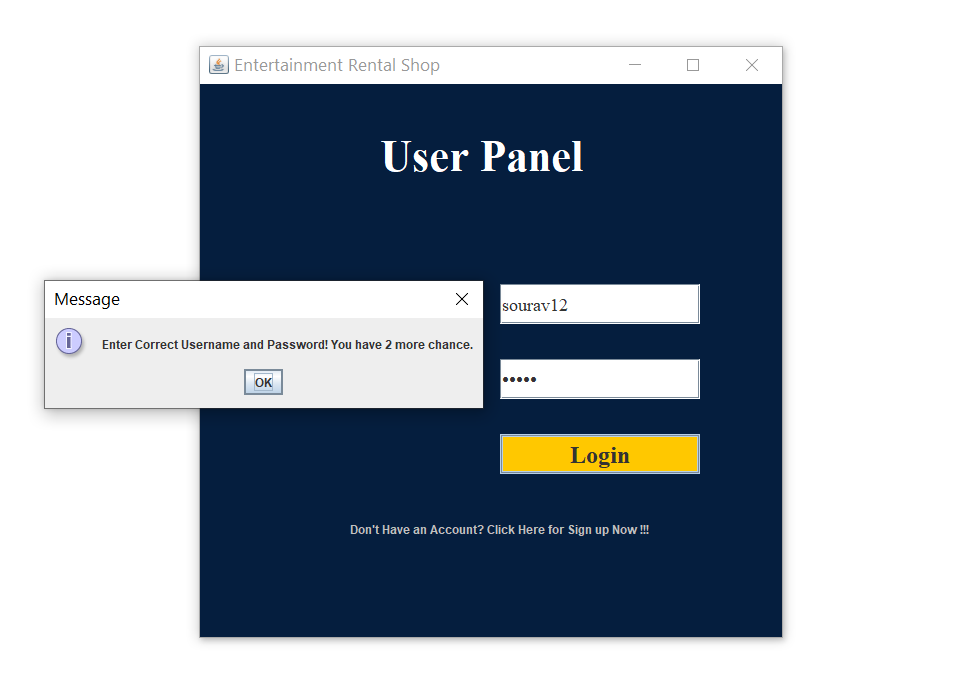 Entertainment Rental Shop
User Panel
Message
Enter Correct Username and Password! You have 2 more chance.
OK
sourav12
•••••
Login
Don't Have an Account? Click Here for Sign up Now !!!